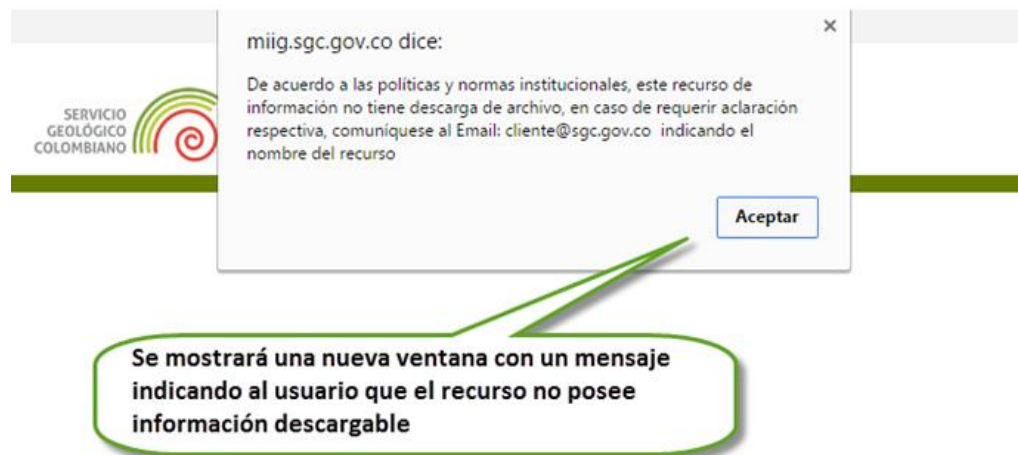 miig.sgc.gov.co dice:
De acuerdo a las políticas y normas institucionales, este recurso de
información no tiene descarga de archivo, en caso de requerir aclaración
respectiva, comuníquese al Email: cliente@sgc.gov.co indicando el
nombre del recurso
SERVICIO
GEOLÓGICO
COLOMBIANO
Aceptar
Se mostrará una nueva ventana con un mensaje
indicando al usuario que el recurso no posee
información descargable